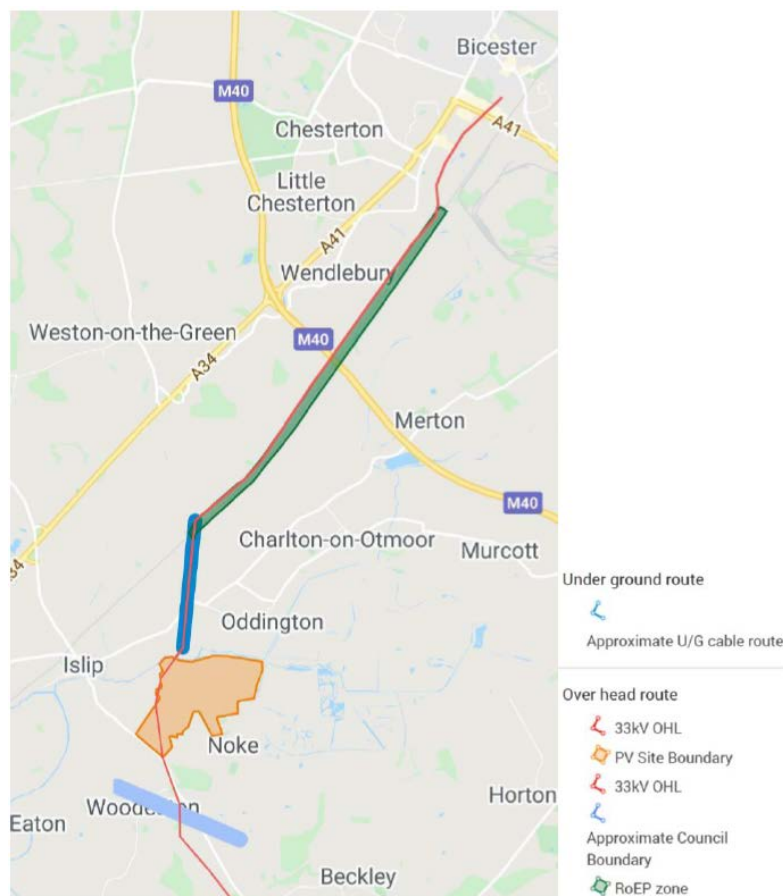 Bicester
M40
A41
Chesterton
Little
Chesterton
A41
Wendlebury
Weston-on-the-Green
M40
A34
Merton
M40
Charlton-on-Otmoor
Murcott
34
Oddington
Islip
Noke
Horton
Eaton
Beckley
Under ground route
Approximate U/G cable route
Over head route
33kV OHL
PV Site Boundary
33kV OHL
Approximate Council
Boundary
RoEP zone